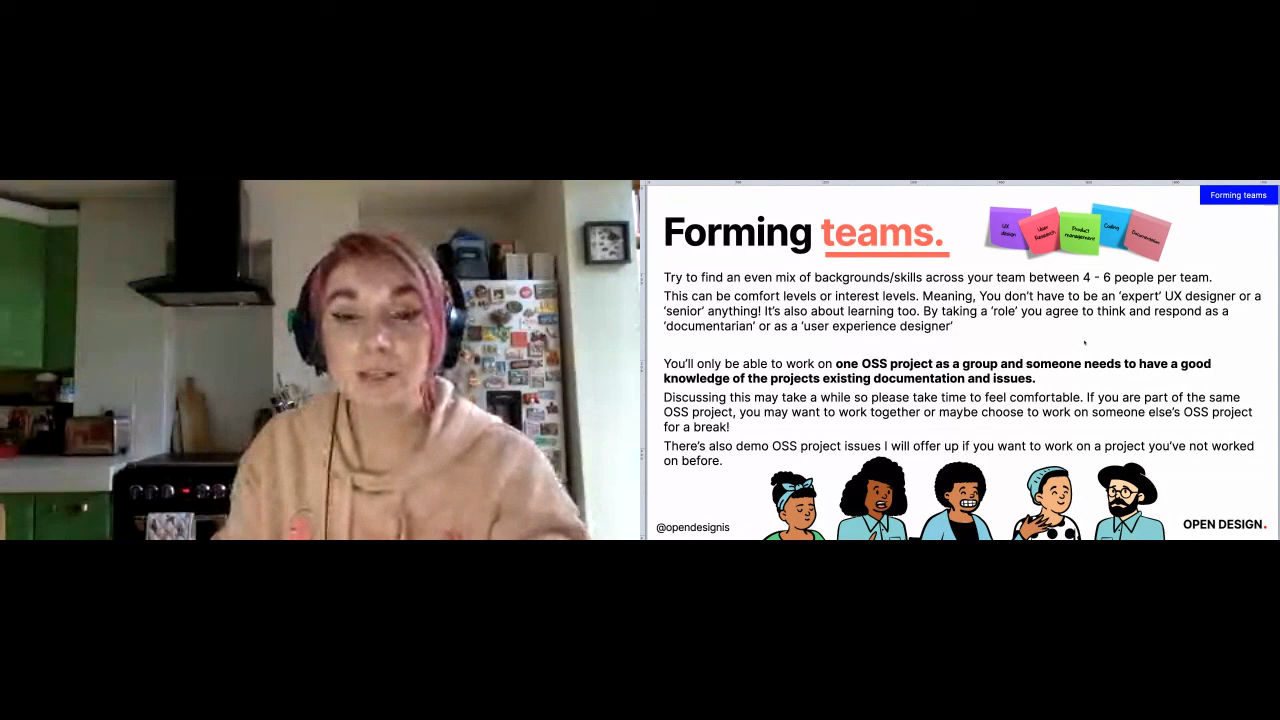 Forming teams
Forming teams.
UX design
User Research
Product management
Coding
Documentation
Try to find an even mix of backgrounds/skills across your team between 4 - 6 people per team.
This can be comfort levels or interest levels. Meaning, You don't have to be an 'expert' UX designer or a
'senior' anything! It's also about learning too. By taking a 'role' you agree to think and respond as a
'documentarian' or as a 'user experience designer'
You'll only be able to work on one OSS project as a group and someone needs to have a good
knowledge of the projects existing documentation and issues.
Discussing this may take a while so please take time to feel comfortable. If you are part of the same
OSS project, you may want to work together or maybe choose to work on someone else's OSS project
for a break!
There's also demo OSS project issues I will offer up if you want to work on a project you've not worked
on before.
@opendesignis
OPEN DESIGN.